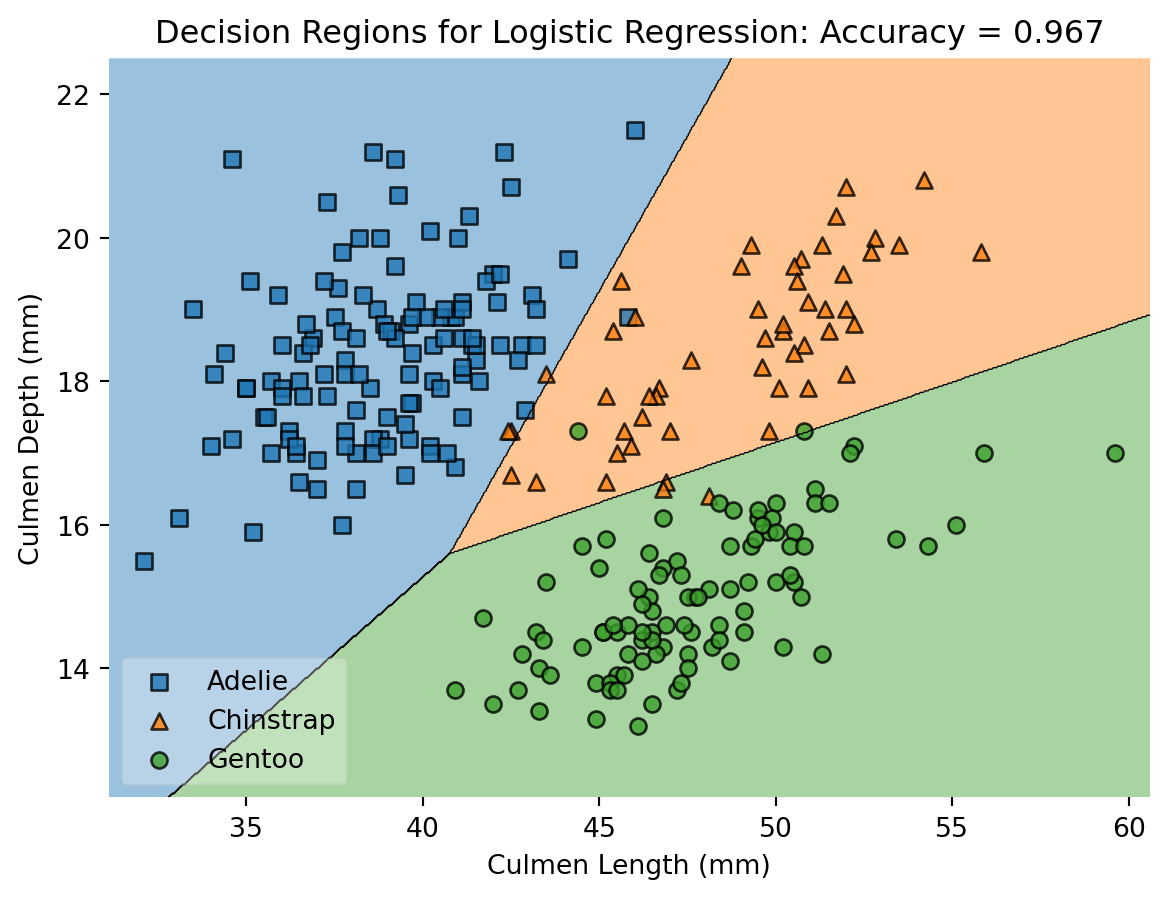 Decision Regions for Logistic Regression: Accuracy = 0.967
22
20
18
16
14
Culmen Depth (mm)
Adelie
Chinstrap
Gentoo
35 40 45 50 55 60
Culmen Length (mm)